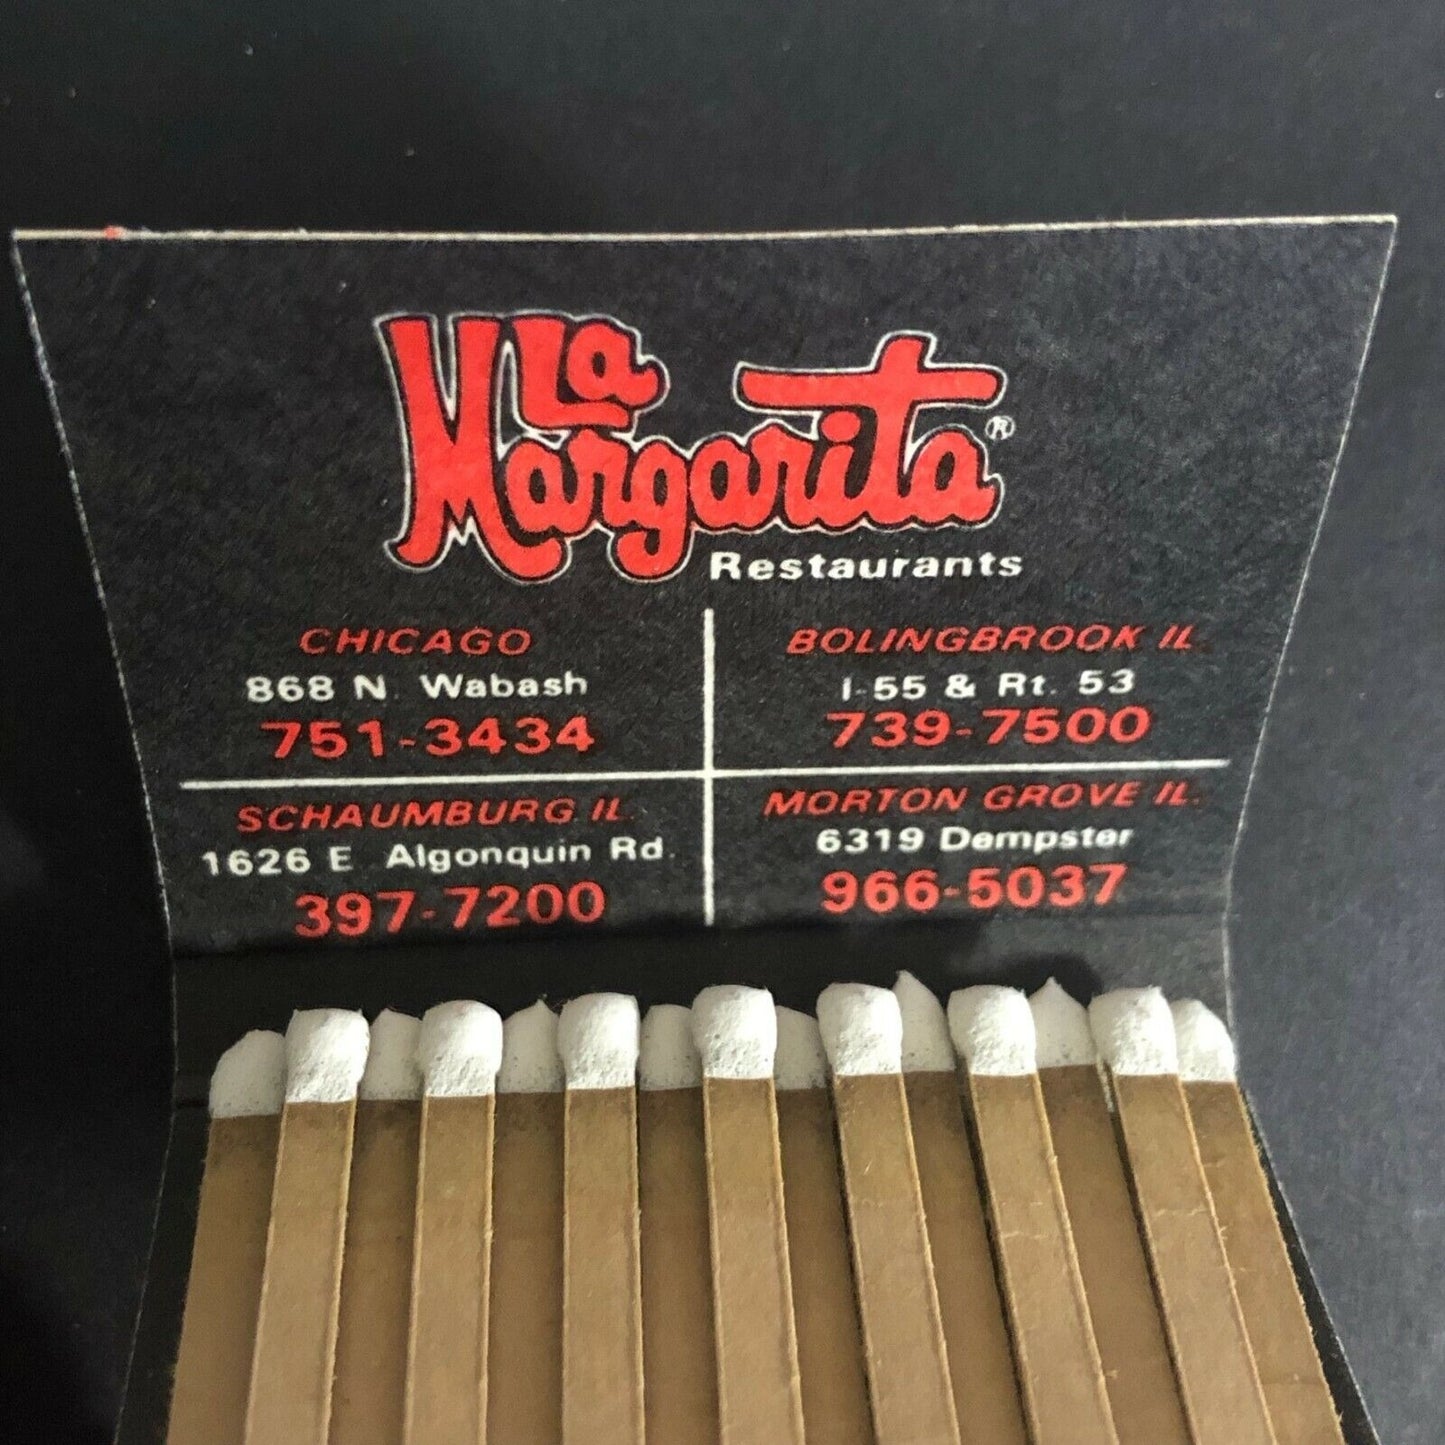 La
Margarita®
Restaurants
CHICAGO
868 N. Wabash
751-3434
BOLINGBROOK IL.
I-55 & Rt. 53
739-7500
SCHAUMBURG IL.
1626 E Algonquin Rd.
397-7200
MORTON GROVE IL.
6319 Dempster
966-5037